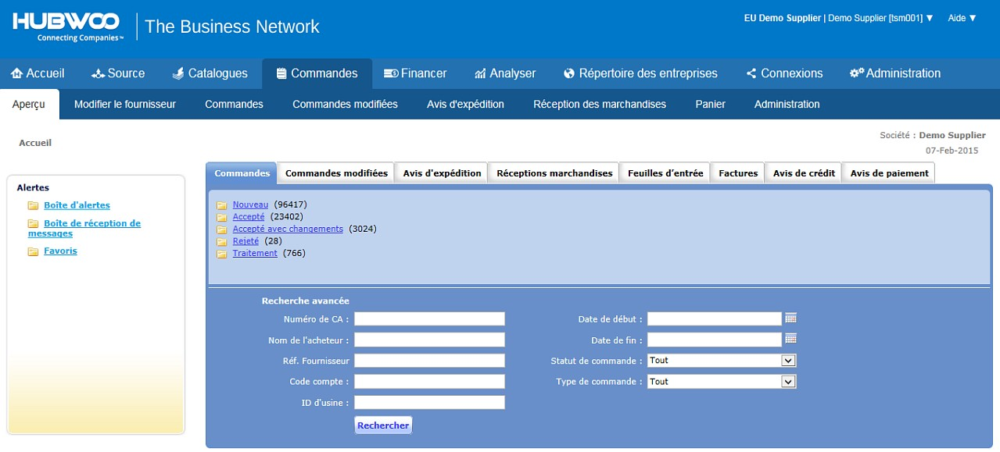 HUBWOO
Connecting Companies™
The Business Network
EU Demo Supplier | Demo Supplier [tsm001] ▼ Aide ▼
Accueil Source Catalogues Commandes Financer Analyser Répertoire des entreprises Connexions Administration
Aperçu Modifier le fournisseur Commandes Commandes modifiées Avis d'expédition Réception des marchandises Panier Administration
Société : Demo Supplier
Accueil
07-Feb-2015
Commandes Commandes modifiées Avis d'expédition Réceptions marchandises Feuilles d'entrée Factures Avis de crédit Avis de paiement
Alertes
Boîte d'alertes
Boîte de réception de
messages
Favoris
Nouveau (96417)
Accepté (23402)
Accepté avec changements (3024)
Rejeté (28)
Traitement (766)
Recherche avancée
Numéro de CA :
Date de début :
Nom de l'acheteur :
Date de fin :
Réf. Fournisseur
Statut de commande : Tout
Code compte :
Type de commande : Tout
ID d'usine :
Rechercher